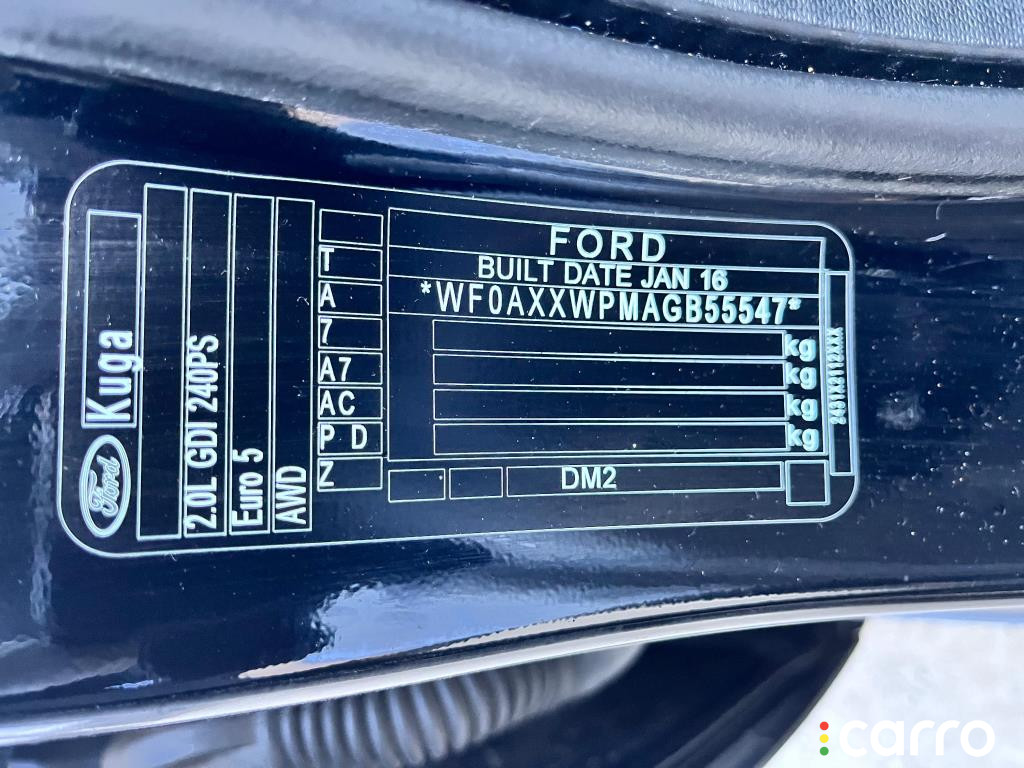 Ford
Kuga
2.0L GDI 240PS
Euro 5
AWD
T
A
7
A7
AC
P D
Z
FORD
BUILT DATE JAN 16
*WF0AXXWPMAGB55547*
kg
kg
kg
kg
DM2
carro